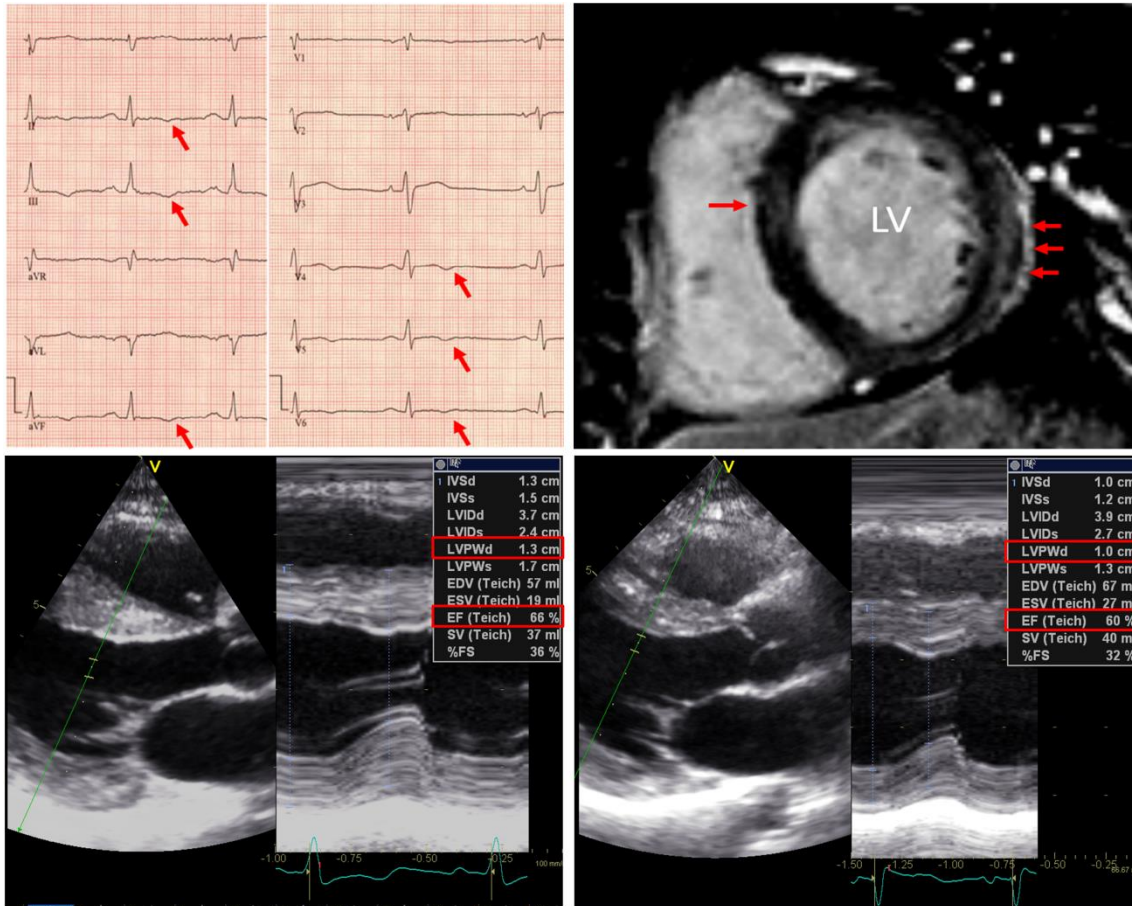 I
II
III
aVR
aVL
aVF
V1
V2
V3
V4
V5
V6
LV
V
5
1 IVSd 1.3 cm
IVSs 1.5 cm
LVIDd 3.7 cm
LVIDs 2.4 cm
LVPWd 1.3 cm
LVPWs 1.7 cm
EDV (Teich) 57 ml
ESV (Teich) 19 ml
EF (Teich) 66 %
SV (Teich) 37 ml
%FS 36 %
-1.00 -0.75 -0.50 -0.25
100 mm/
V
5
1 IVSd 1.0 cm
IVSs 1.2 cm
LVIDd 3.9 cm
LVIDs 2.7 cm
LVPWd 1.0 cm
LVPWs 1.3 cm
EDV (Teich) 67 ml
ESV (Teich) 27 ml
EF (Teich) 60 %
SV (Teich) 40 m
%FS 32 %
-1.50 -1.25 -1.00 -0.75 -0.50 -0.25
66.67 m